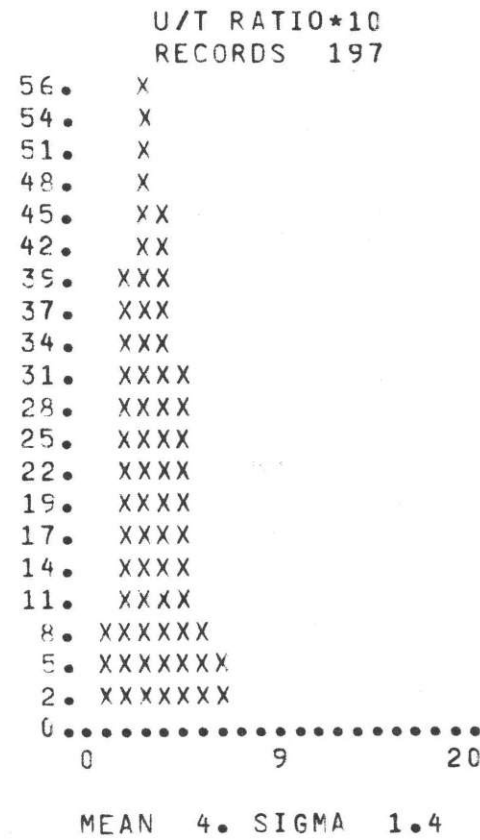 U/T RATIO*10
RECORDS 197
56. X
54. X
51. X
48. X
45. XX
42. XX
39. XXX
37. XXX
34. XXX
31. XXXX
28. XXXX
25. XXXX
22. XXXX
19. XXXX
17. XXXX
14. XXXX
11. XXXX
8. XXXXXX
5. XXXXXXX
2. XXXXXXX
0......................
0 9 20
MEAN 4. SIGMA 1.4